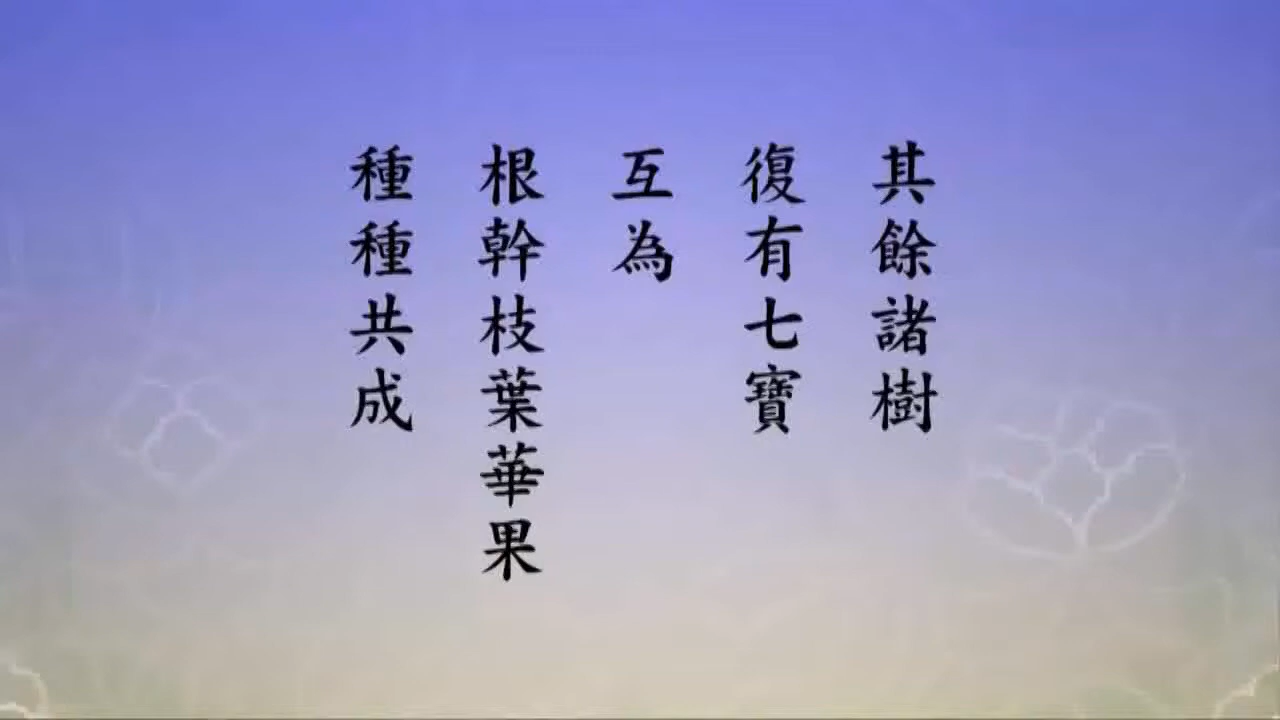 其餘諸樹
復有七寶
互為
根幹枝葉華果
種種共成